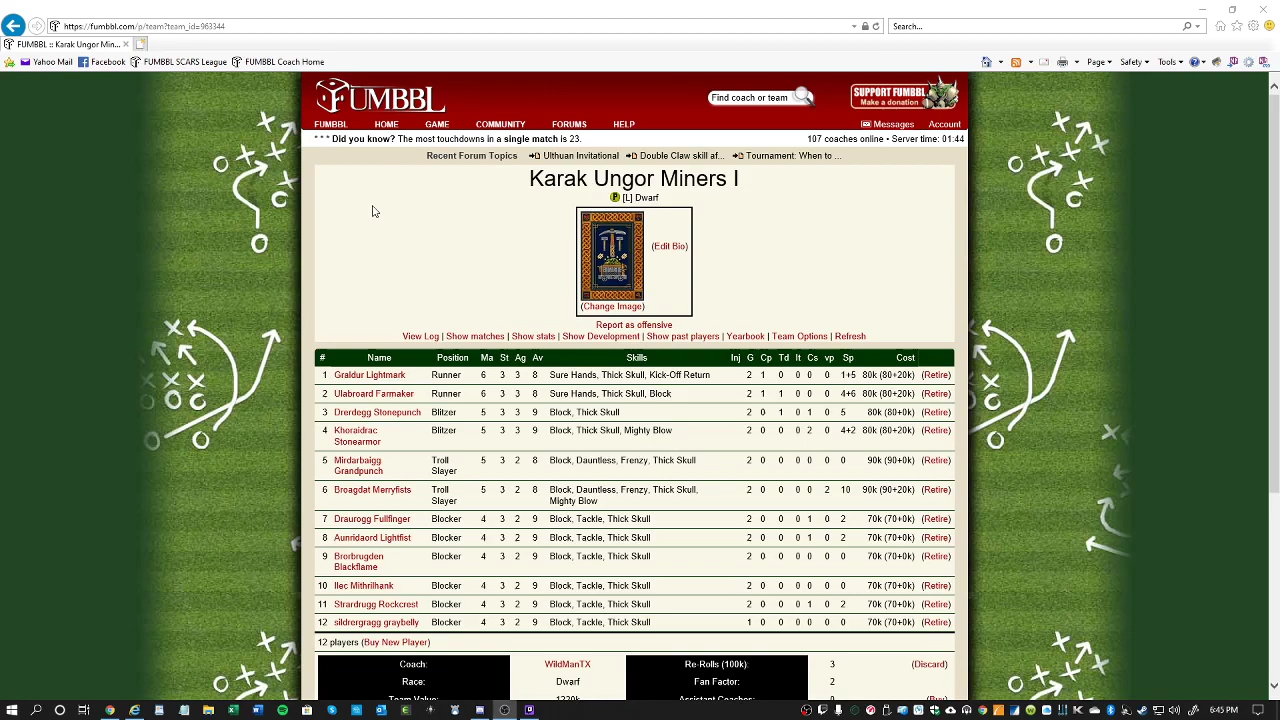 https://fumbbl.com/p/team?team_id=963344
Search...
FUMBBL :: Karak Ungor Min...
Yahoo Mail Facebook FUMBBL SCARS League FUMBBL Coach Home
Page Safety Tools
FUMBBL
Find coach or team
SUPPORT FUMBBL
Make a donation
FUMBBL HOME GAME COMMUNITY FORUMS HELP Messages Account
* * * Did you know? The most touchdowns in a single match is 23. 107 coaches online • Server time: 01:44
Recent Forum Topics Ulthuan Invitional Double Claw skill af... Tournament: When to ...
Karak Ungor Miners I
P [L] Dwarf
(Edit Bio)
(Change Image)
Report as offensive
View Log | Show matches | Show stats | Show Development | Show past players | Yearbook | Team Options | Refresh
# Name Position Ma St Ag Av Skills Inj G Cp Td It Cs vp Sp Cost
1 Graldur Lightmark Runner 6 3 3 8 Sure Hands, Thick Skull, Kick-Off Return 2 1 0 0 0 0 1+5 80k (80+20k) (Retire)
2 Ulaboard Farmaker Runner 6 3 3 8 Sure Hands, Thick Skull, Block 2 1 1 0 0 0 4+6 80k (80+20k) (Retire)
3 Drerdegg Stonepunch Blitzer 5 3 3 9 Block, Thick Skull 2 0 1 0 1 0 5 80k (80+0k) (Retire)
4 Khoraidrac Stonearmor Blitzer 5 3 3 9 Block, Thick Skull, Mighty Blow 2 0 0 0 2 0 4+2 80k (80+20k) (Retire)
5 Mirdarbaigg Grandpunch Troll Slayer 5 3 2 8 Block, Dauntless, Frenzy, Thick Skull 2 0 0 0 0 0 0 90k (90+0k) (Retire)
6 Broagdat Merryfists Troll Slayer 5 3 2 8 Block, Dauntless, Frenzy, Thick Skull, Mighty Blow 2 0 0 0 0 2 10 90k (90+20k) (Retire)
7 Draurogg Fullfinger Blocker 4 3 2 9 Block, Tackle, Thick Skull 2 0 0 0 1 0 2 70k (70+0k) (Retire)
8 Aunridaord Lightfist Blocker 4 3 2 9 Block, Tackle, Thick Skull 2 0 0 0 1 0 2 70k (70+0k) (Retire)
9 Brorbrugden Blackflame Blocker 4 3 2 9 Block, Tackle, Thick Skull 2 0 0 0 0 0 0 70k (70+0k) (Retire)
10 Ilec Mithrilhank Blocker 4 3 2 9 Block, Tackle, Thick Skull 2 0 0 0 0 0 0 70k (70+0k) (Retire)
11 Strardrugg Rockcrest Blocker 4 3 2 9 Block, Tackle, Thick Skull 2 0 0 0 1 0 2 70k (70+0k) (Retire)
12 sildrergragg graybelly Blocker 4 3 2 9 Block, Tackle, Thick Skull 1 0 0 0 0 0 0 70k (70+0k) (Retire)
12 players (Buy New Player)
Coach: WildManTX Re-Rolls (100k): 3 (Discard)
Race: Dwarf Fan Factor: 2
Team Value: 1220k Assistant Coaches: 0 (Buy)
6:45 PM